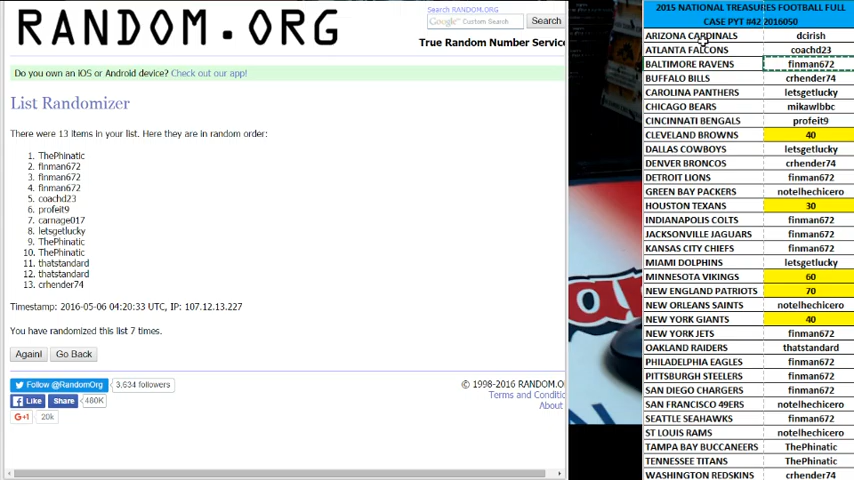 RANDOM.ORG
Search RANDOM.ORG
Google™ Custom Search
Search
True Random Number Service
Do you own an iOS or Android device? Check out our app!
List Randomizer
There were 13 items in your list. Here they are in random order:
1. ThePhinatic
2. finman672
3. finman672
4. finman672
5. coachd23
6. profeit9
7. carnage017
8. letsgetlucky
9. ThePhinatic
10. ThePhinatic
11. thatstandard
12. thatstandard
13. crhender74
Timestamp: 2016-05-06 04:20:33 UTC, IP: 107.12.13.227
You have randomized this list 7 times.
Again!
Go Back
Follow @RandomOrg
3,634 followers
Like
Share
480K
G+1
20k
© 1998-2016 RANDOM.O
Terms and Conditio
About
2015 NATIONAL TREASURES FOOTBALL FULL
CASE PYT #42 2016050
ARIZONA CARDINALS dcirish
ATLANTA FALCONS coachd23
BALTIMORE RAVENS finman672
BUFFALO BILLS crhender74
CAROLINA PANTHERS letsgetlucky
CHICAGO BEARS mikawlbbc
CINCINNATI BENGALS profeit9
CLEVELAND BROWNS 40
DALLAS COWBOYS letsgetlucky
DENVER BRONCOS crhender74
DETROIT LIONS finman672
GREEN BAY PACKERS notelhechicero
HOUSTON TEXANS 30
INDIANAPOLIS COLTS finman672
JACKSONVILLE JAGUARS finman672
KANSAS CITY CHIEFS finman672
MIAMI DOLPHINS letsgetlucky
MINNESOTA VIKINGS 60
NEW ENGLAND PATRIOTS 70
NEW ORLEANS SAINTS notelhechicero
NEW YORK GIANTS 40
NEW YORK JETS finman672
OAKLAND RAIDERS thatstandard
PHILADELPHIA EAGLES finman672
PITTSBURGH STEELERS finman672
SAN DIEGO CHARGERS finman672
SAN FRANCISCO 49ERS notelhechicero
SEATTLE SEAHAWKS finman672
ST LOUIS RAMS notelhechicero
TAMPA BAY BUCCANEERS ThePhinatic
TENNESSEE TITANS ThePhinatic
WASHINGTON REDSKINS crhender74